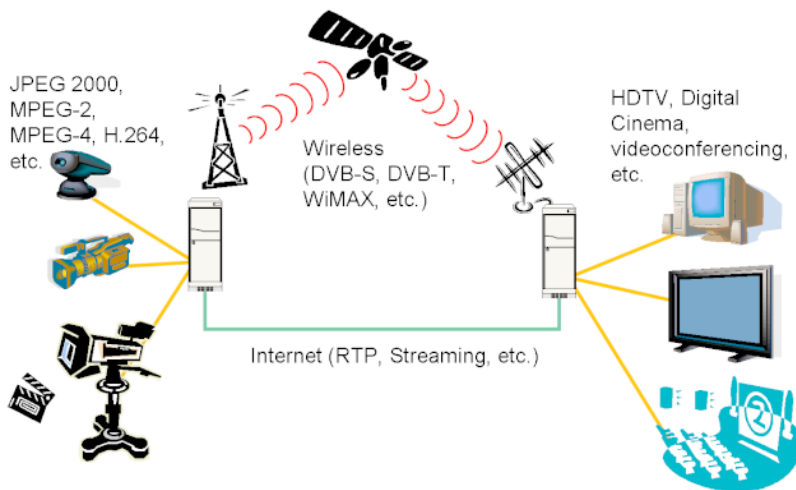 JPEG 2000,
MPEG-2,
MPEG-4, H.264,
etc.
Wireless
(DVB-S, DVB-T,
WiMAX, etc.)
HDTV, Digital
Cinema,
videoconferencing,
etc.
Internet (RTP, Streaming, etc.)